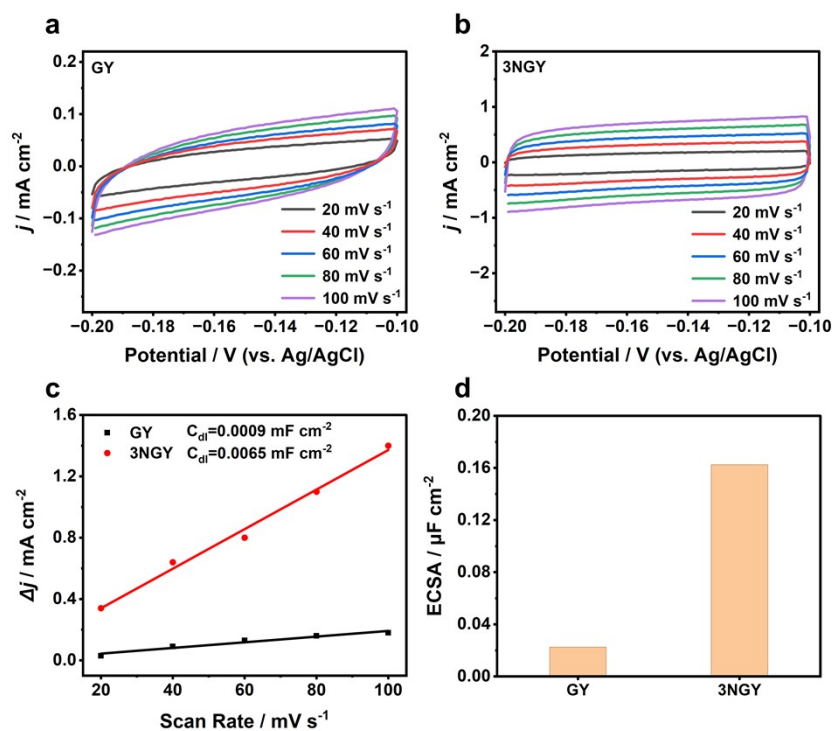 a
GY
0.2
0.1
0.0
−0.1
−0.2
j / mA cm⁻²
20 mV s⁻¹
40 mV s⁻¹
60 mV s⁻¹
80 mV s⁻¹
100 mV s⁻¹
−0.20 −0.18 −0.16 −0.14 −0.12 −0.10
Potential / V (vs. Ag/AgCl)
b
3NGY
2
1
0
−1
−2
j / mA cm⁻²
20 mV s⁻¹
40 mV s⁻¹
60 mV s⁻¹
80 mV s⁻¹
100 mV s⁻¹
−0.20 −0.18 −0.16 −0.14 −0.12 −0.10
Potential / V (vs. Ag/AgCl)
c
GY C_dl=0.0009 mF cm⁻²
3NGY C_dl=0.0065 mF cm⁻²
1.6
1.2
0.8
0.4
0.0
Δj / mA cm⁻²
20 40 60 80 100
Scan Rate / mV s⁻¹
d
0.20
0.16
0.12
0.08
0.04
0.00
ECSA / μF cm⁻²
GY 3NGY